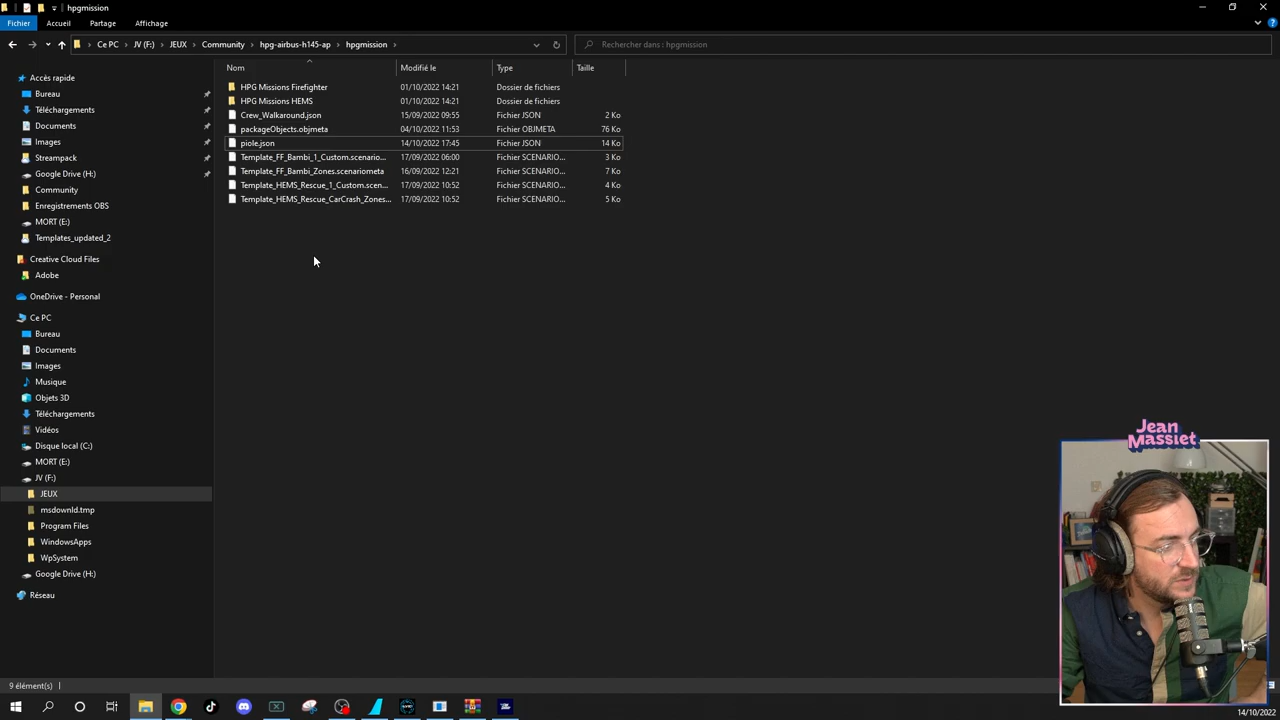 hpgmission
Fichier Accueil Partage Affichage
Ce PC JV (F:) JEUX Community hpg-airbus-h145-ap hpgmission
Rechercher dans : hpgmission
Nom Modifié le Type Taille
HPG Missions Firefighter 01/10/2022 14:21 Dossier de fichiers
HPG Missions HEMS 01/10/2022 14:21 Dossier de fichiers
Crew_Walkaround.json 15/09/2022 09:55 Fichier JSON 2 Ko
packageObjects.objmeta 04/10/2022 11:53 Fichier OBJMETA 76 Ko
piole.json 14/10/2022 17:45 Fichier JSON 14 Ko
Template_FF_Bambi_1_Custom.scenario... 17/09/2022 06:00 Fichier SCENARIO... 3 Ko
Template_FF_Bambi_Zones.scenariometa 16/09/2022 12:21 Fichier SCENARIO... 7 Ko
Template_HEMS_Rescue_1_Custom.scen... 17/09/2022 10:52 Fichier SCENARIO... 4 Ko
Template_HEMS_Rescue_CarCrash_Zones... 17/09/2022 10:52 Fichier SCENARIO... 5 Ko
Accès rapide
Bureau
Téléchargements
Documents
Images
Streampack
Google Drive (H:)
Community
Enregistrements OBS
MORT (E:)
Templates_updated_2
Creative Cloud Files
Adobe
OneDrive - Personal
Ce PC
Bureau
Documents
Images
Musique
Objets 3D
Téléchargements
Vidéos
Disque local (C:)
MORT (E:)
JV (F:)
JEUX
msdownld.tmp
Program Files
WindowsApps
WpSystem
Google Drive (H:)
Réseau
Jean
Massiet
9 élément(s)
14/10/2022